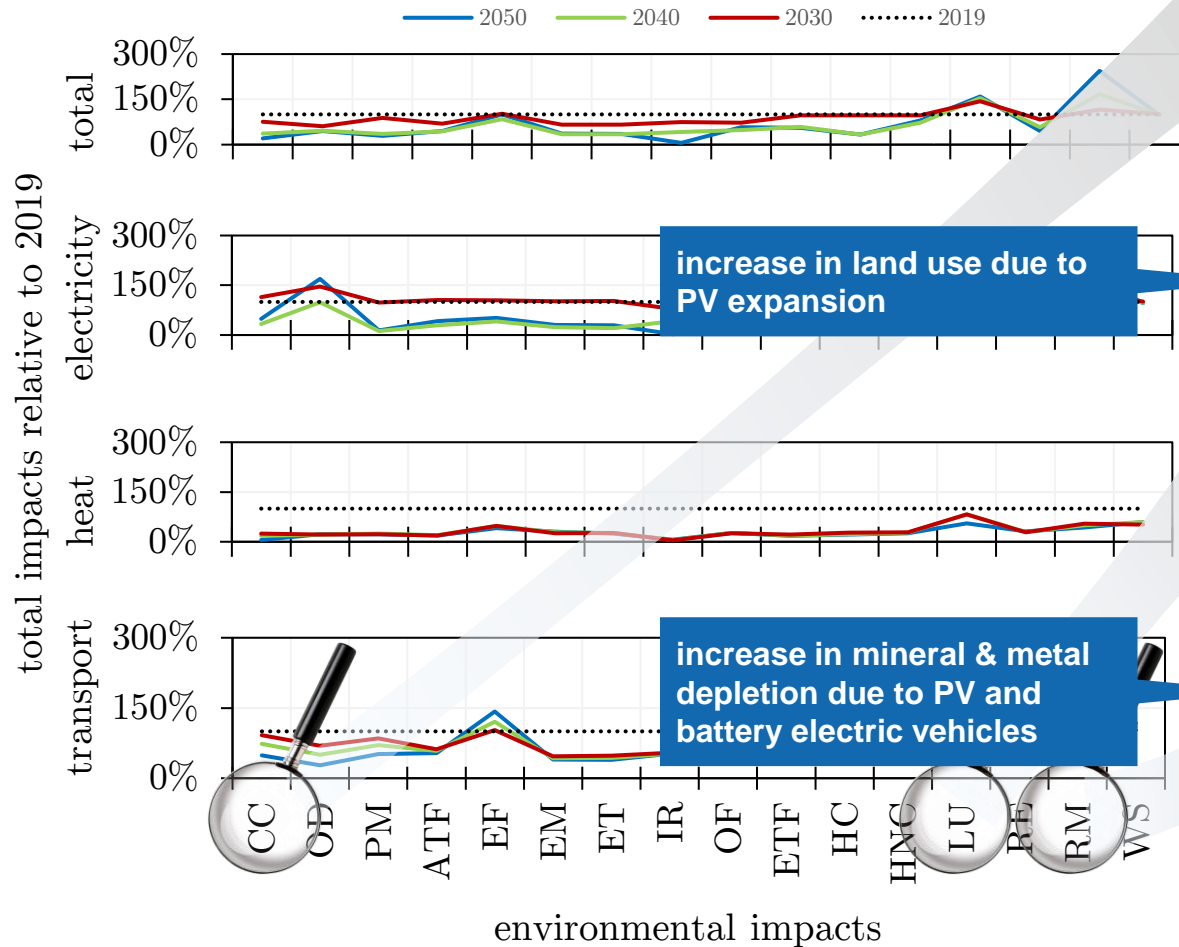 2050 2040 2030 2019
total impacts relative to 2019
total
300%
150%
0%
electricity
300%
150%
0%
increase in land use due to
PV expansion
heat
300%
150%
0%
transport
300%
150%
0%
increase in mineral & metal
depletion due to PV and
battery electric vehicles
CC OD PM ATF EF EM ET IR OF ETF HC HNC LU RE RM WS
environmental impacts